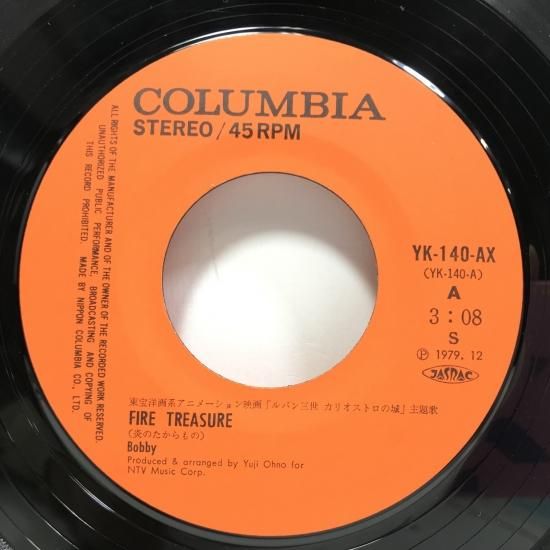 COLUMBIA
STEREO / 45 RPM
ALL RIGHTS OF THE MANUFACTURER AND OF THE OWNER OF THE RECORDED WORK RESERVED.
UNAUTHORIZED PUBLIC PERFORMANCE, BROADCASTING AND COPYING OF
THIS RECORD PROHIBITED. MADE BY NIPPON COLUMBIA CO., LTD.
YK-140-AX
(YK-140-A)
A
3:08
S
Ⓟ 1979. 12
JASRAC
東宝洋画系アニメーション映画「ルパン三世 カリオストロの城」主題歌
FIRE TREASURE
(炎のたからもの)
Bobby
Produced & arranged by Yuji Ohno for
NTV Music Corp.